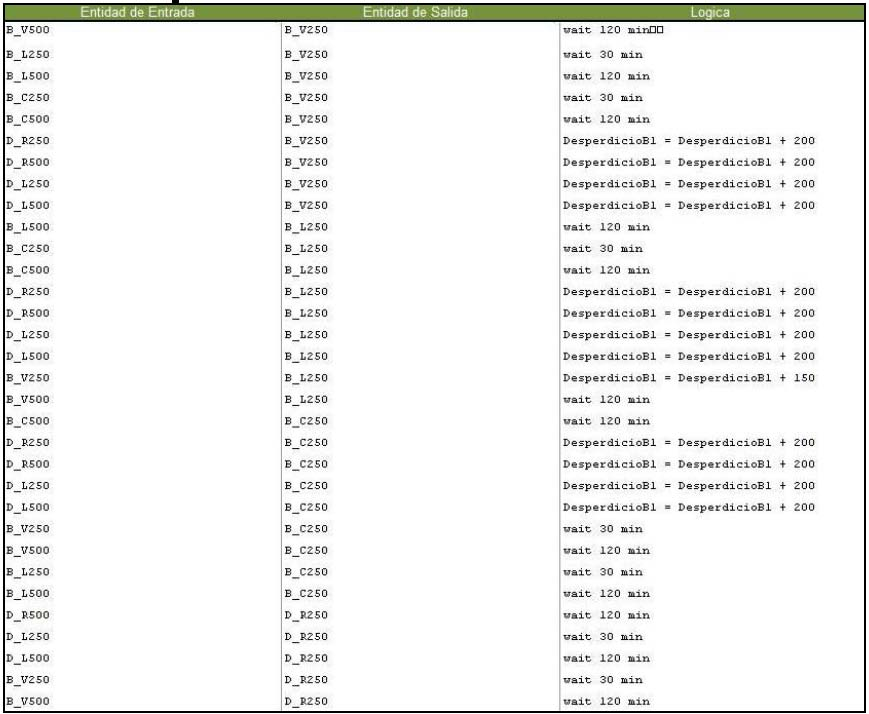 Entidad de Entrada Entidad de Salida Logica
B_V500 B_V250 wait 120 min□□
B_L250 B_V250 wait 30 min
B_L500 B_V250 wait 120 min
B_C250 B_V250 wait 30 min
B_C500 B_V250 wait 120 min
D_R250 B_V250 DesperdicioB1 = DesperdicioB1 + 200
D_R500 B_V250 DesperdicioB1 = DesperdicioB1 + 200
D_L250 B_V250 DesperdicioB1 = DesperdicioB1 + 200
D_L500 B_V250 DesperdicioB1 = DesperdicioB1 + 200
B_L500 B_L250 wait 120 min
B_C250 B_L250 wait 30 min
B_C500 B_L250 wait 120 min
D_R250 B_L250 DesperdicioB1 = DesperdicioB1 + 200
D_R500 B_L250 DesperdicioB1 = DesperdicioB1 + 200
D_L250 B_L250 DesperdicioB1 = DesperdicioB1 + 200
D_L500 B_L250 DesperdicioB1 = DesperdicioB1 + 200
B_V250 B_L250 DesperdicioB1 = DesperdicioB1 + 150
B_V500 B_L250 wait 120 min
B_C500 B_C250 wait 120 min
D_R250 B_C250 DesperdicioB1 = DesperdicioB1 + 200
D_R500 B_C250 DesperdicioB1 = DesperdicioB1 + 200
D_L250 B_C250 DesperdicioB1 = DesperdicioB1 + 200
D_L500 B_C250 DesperdicioB1 = DesperdicioB1 + 200
B_V250 B_C250 wait 30 min
B_V500 B_C250 wait 120 min
B_L250 B_C250 wait 30 min
B_L500 B_C250 wait 120 min
D_R500 D_R250 wait 120 min
D_L250 D_R250 wait 30 min
D_L500 D_R250 wait 120 min
B_V250 D_R250 wait 30 min
B_V500 D_R250 wait 120 min